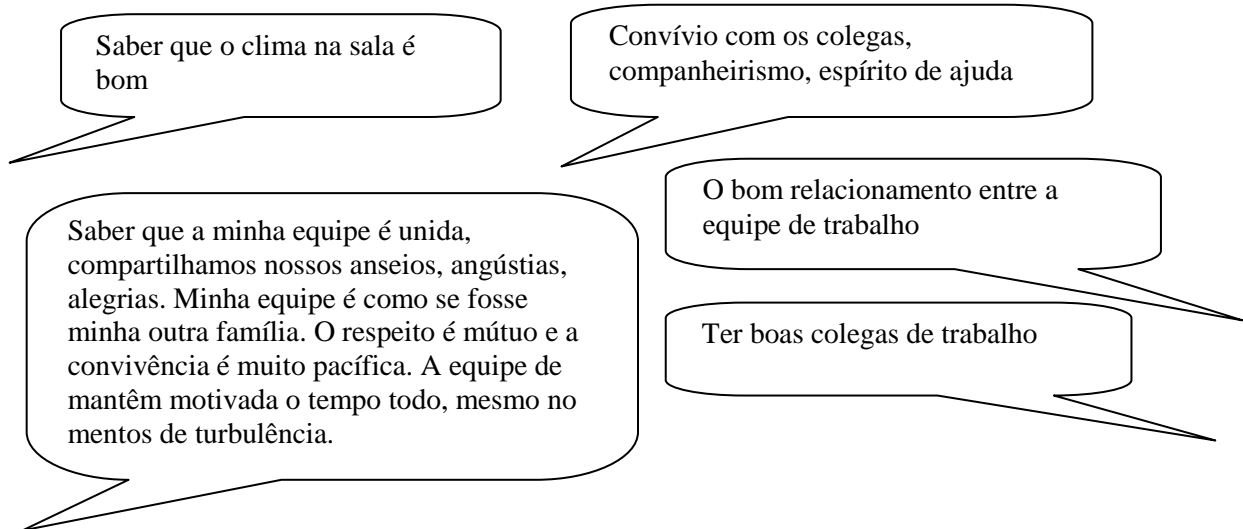 Saber que o clima na sala é
bom
Convívio com os colegas,
companheirismo, espírito de ajuda
O bom relacionamento entre a
equipe de trabalho
Saber que a minha equipe é unida,
compartilhamos nossos anseios, angústias,
alegrias. Minha equipe é como se fosse
minha outra família. O respeito é mútuo e a
convivência é muito pacífica. A equipe de
mantêm motivada o tempo todo, mesmo no
mentos de turbulência.
Ter boas colegas de trabalho